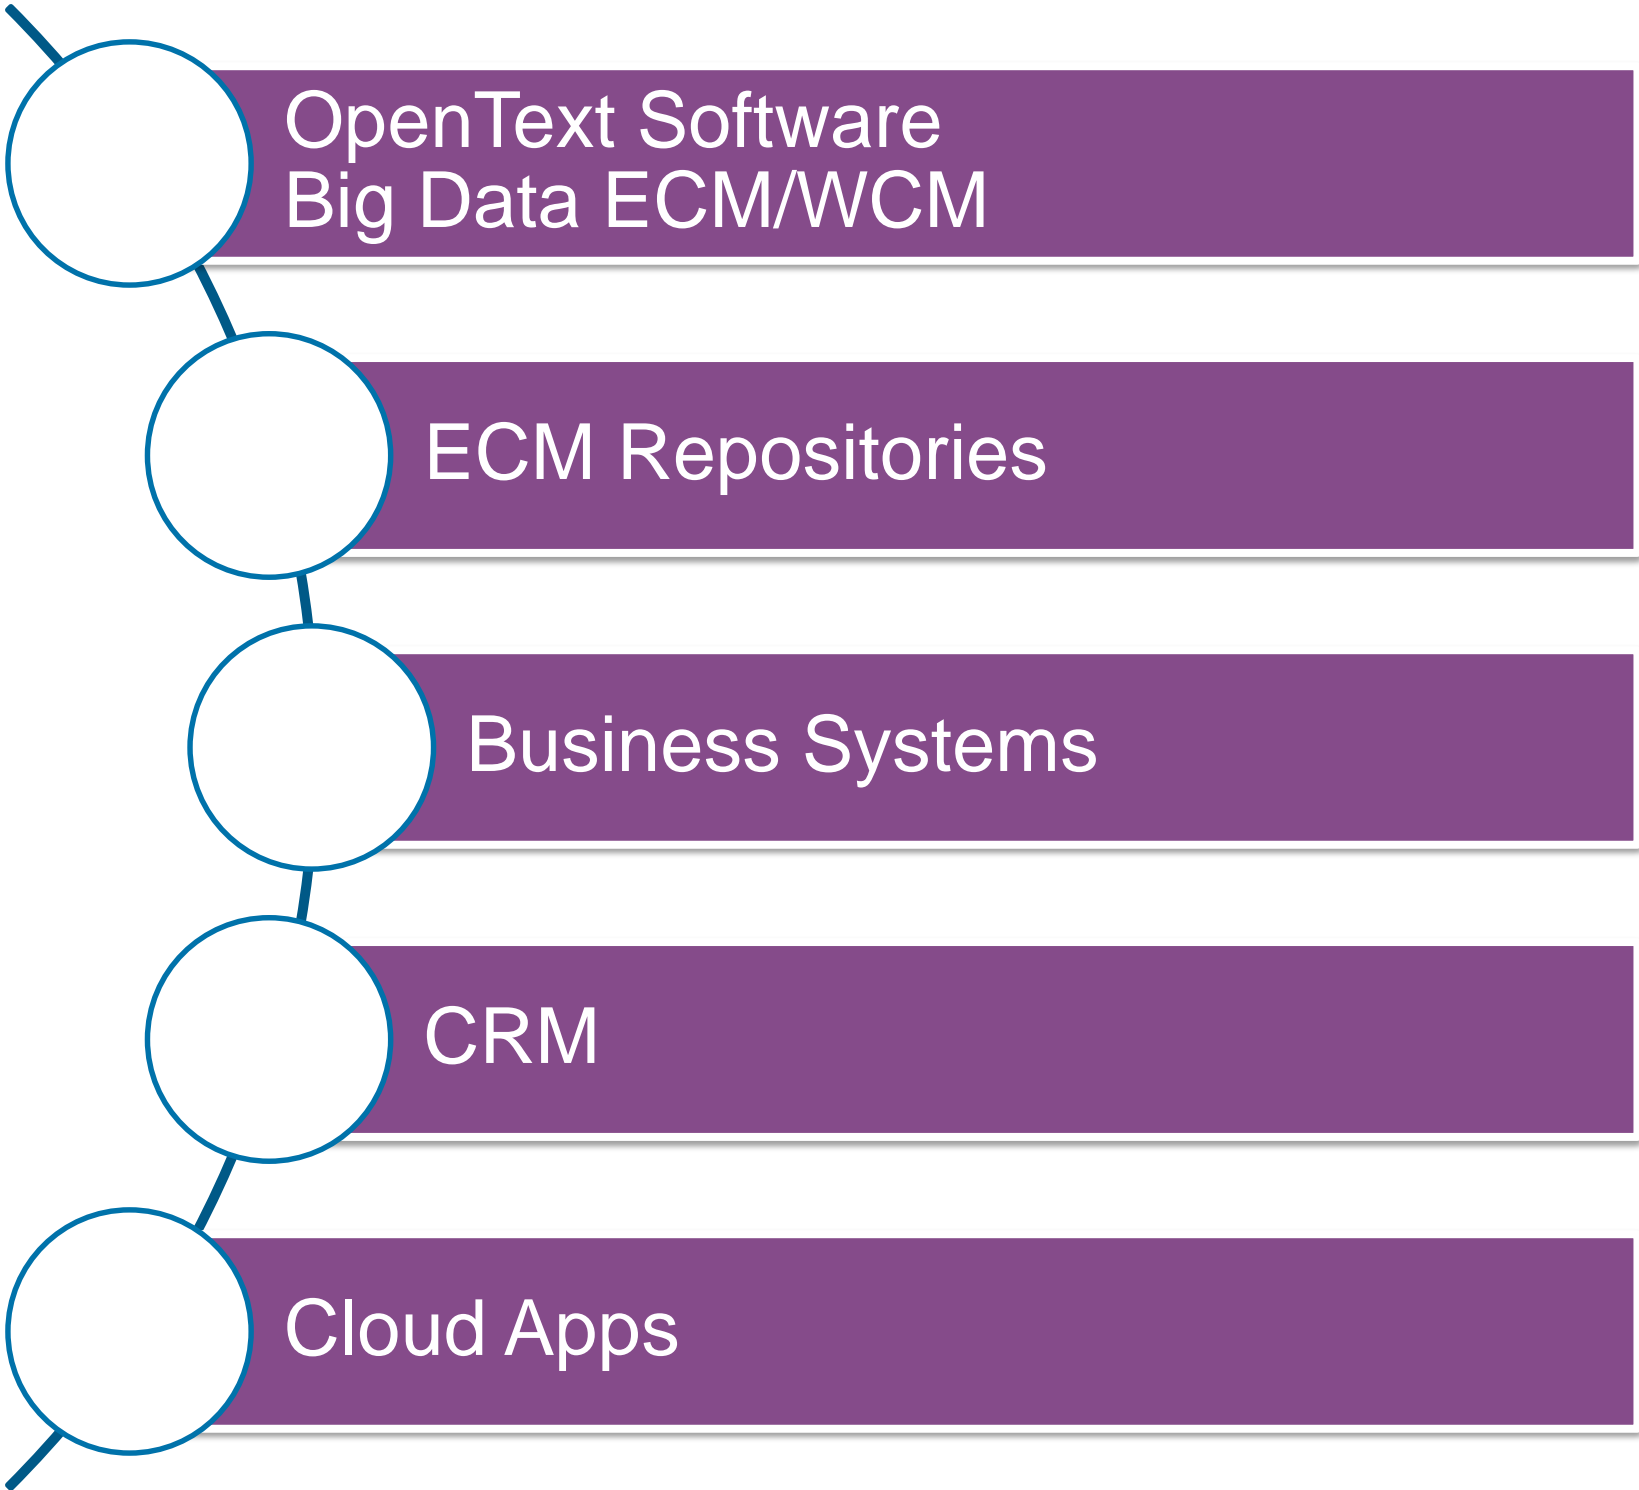 OpenText Software
Big Data ECM/WCM
ECM Repositories
Business Systems
CRM
Cloud Apps